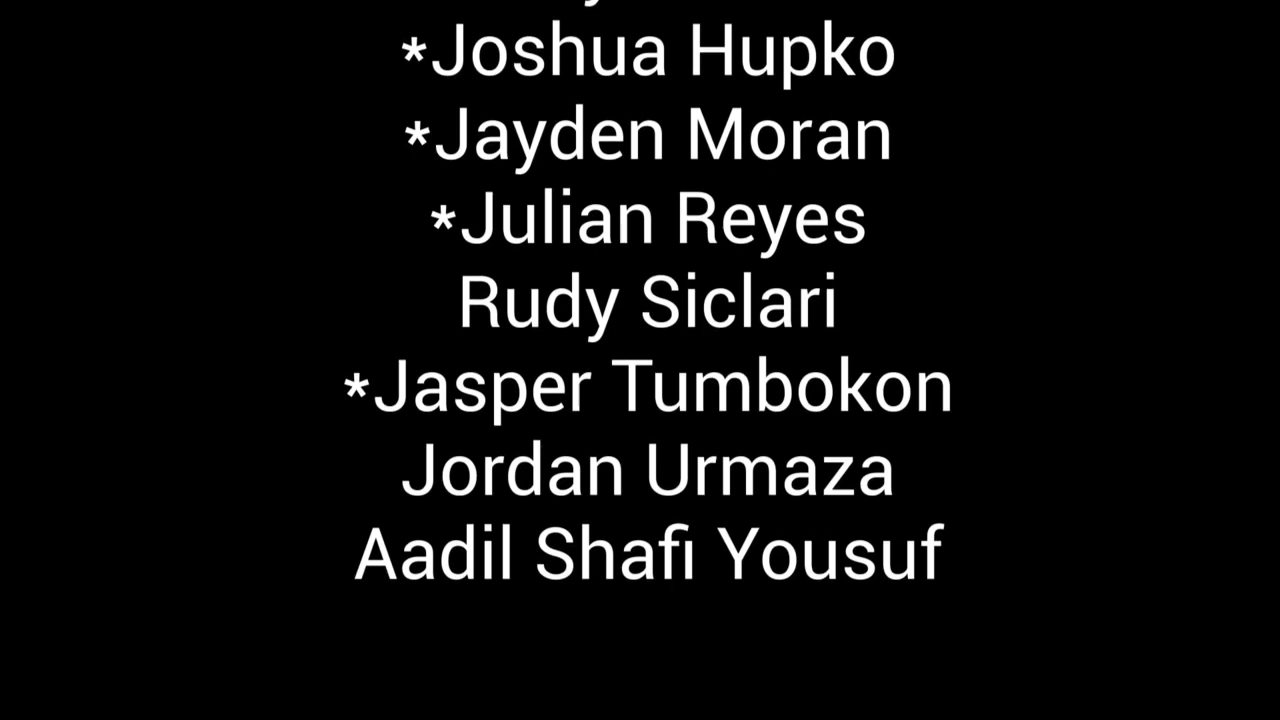 *Joshua Hupko
*Jayden Moran
*Julian Reyes
Rudy Siclari
*Jasper Tumbokon
Jordan Urmaza
Aadil Shafi Yousuf